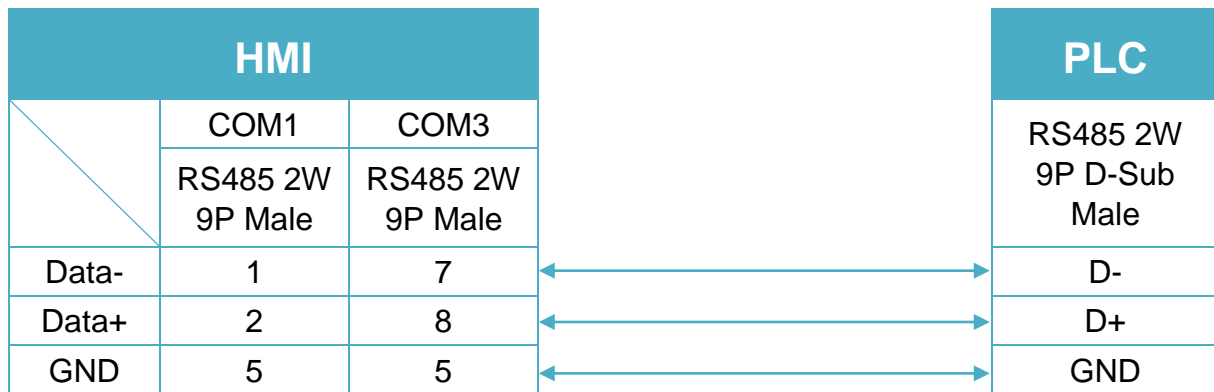 HMI
PLC
COM1 COM3
RS485 2W
9P Male
RS485 2W
9P Male
RS485 2W
9P D-Sub
Male
Data- 1 7 D-
Data+ 2 8 D+
GND 5 5 GND